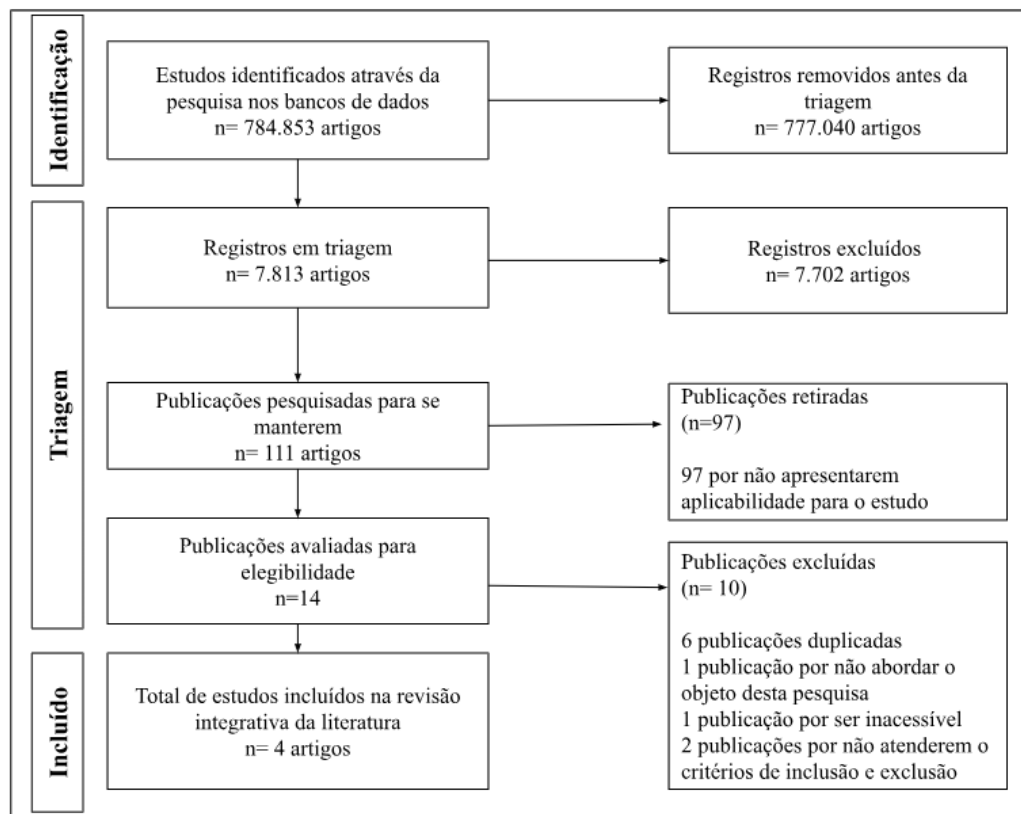 Identificação
Estudos identificados através da
pesquisa nos bancos de dados
n= 784.853 artigos
Registros removidos antes da
triagem
n= 777.040 artigos
Triagem
Registros em triagem
n= 7.813 artigos
Registros excluídos
n= 7.702 artigos
Publicações pesquisadas para se
manterem
n= 111 artigos
Publicações retiradas
(n=97)
97 por não apresentarem
aplicabilidade para o estudo
Publicações avaliadas para
elegibilidade
n=14
Publicações excluídas
(n= 10)
6 publicações duplicadas
1 publicação por não abordar o
objeto desta pesquisa
1 publicação por ser inacessível
2 publicações por não atenderem o
critérios de inclusão e exclusão
Incluído
Total de estudos incluídos na revisão
integrativa da literatura
n= 4 artigos